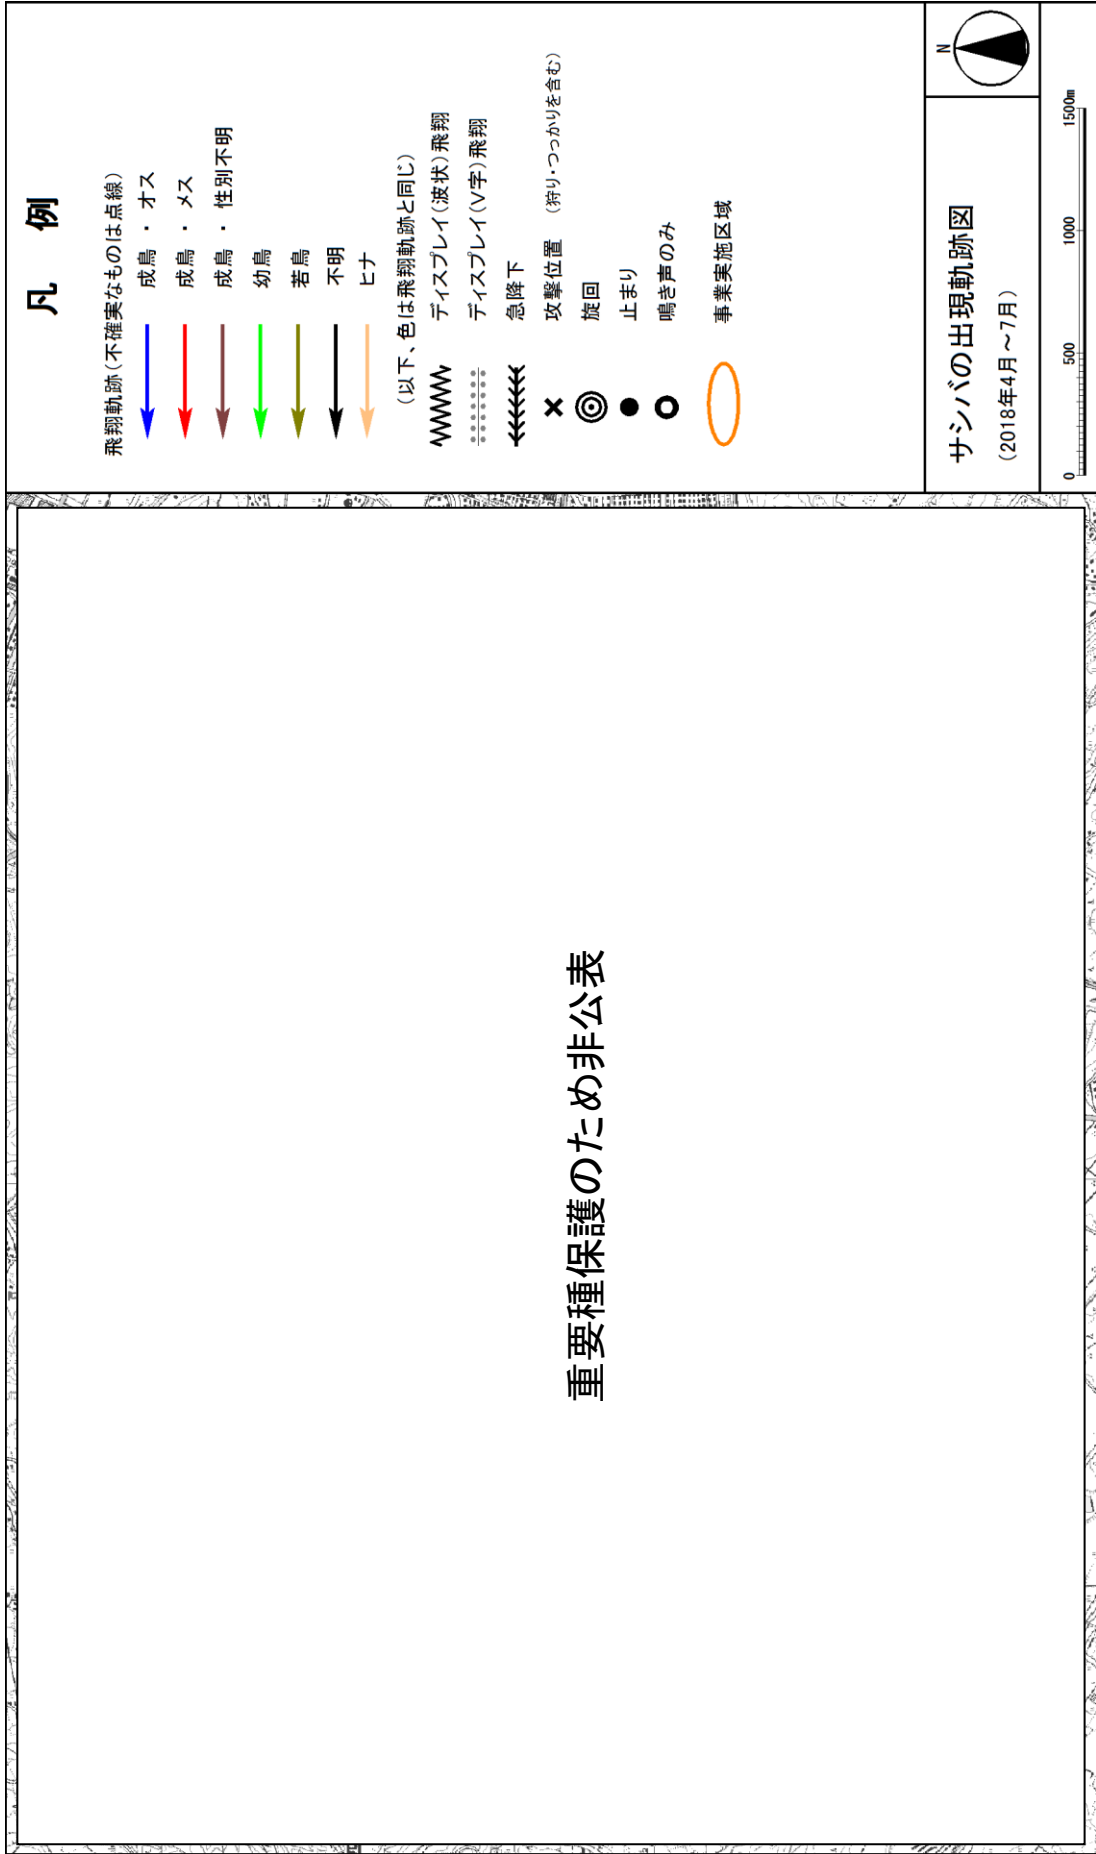 重要種保護のため非公表
凡 例
飛翔軌跡(不確実なものは点線)
成鳥 ・ オス
成鳥 ・ メス
成鳥 ・ 性別不明
幼鳥
若鳥
不明
ヒナ
(以下、色は飛翔軌跡と同じ)
ディスプレイ(波状)飛翔
ディスプレイ(V字)飛翔
急降下
攻撃位置 (狩り・つっかりを含む)
旋回
止まり
鳴き声のみ
事業実施区域
サシバの出現軌跡図
(2018年4月～7月)
N
0 500 1000 1500m